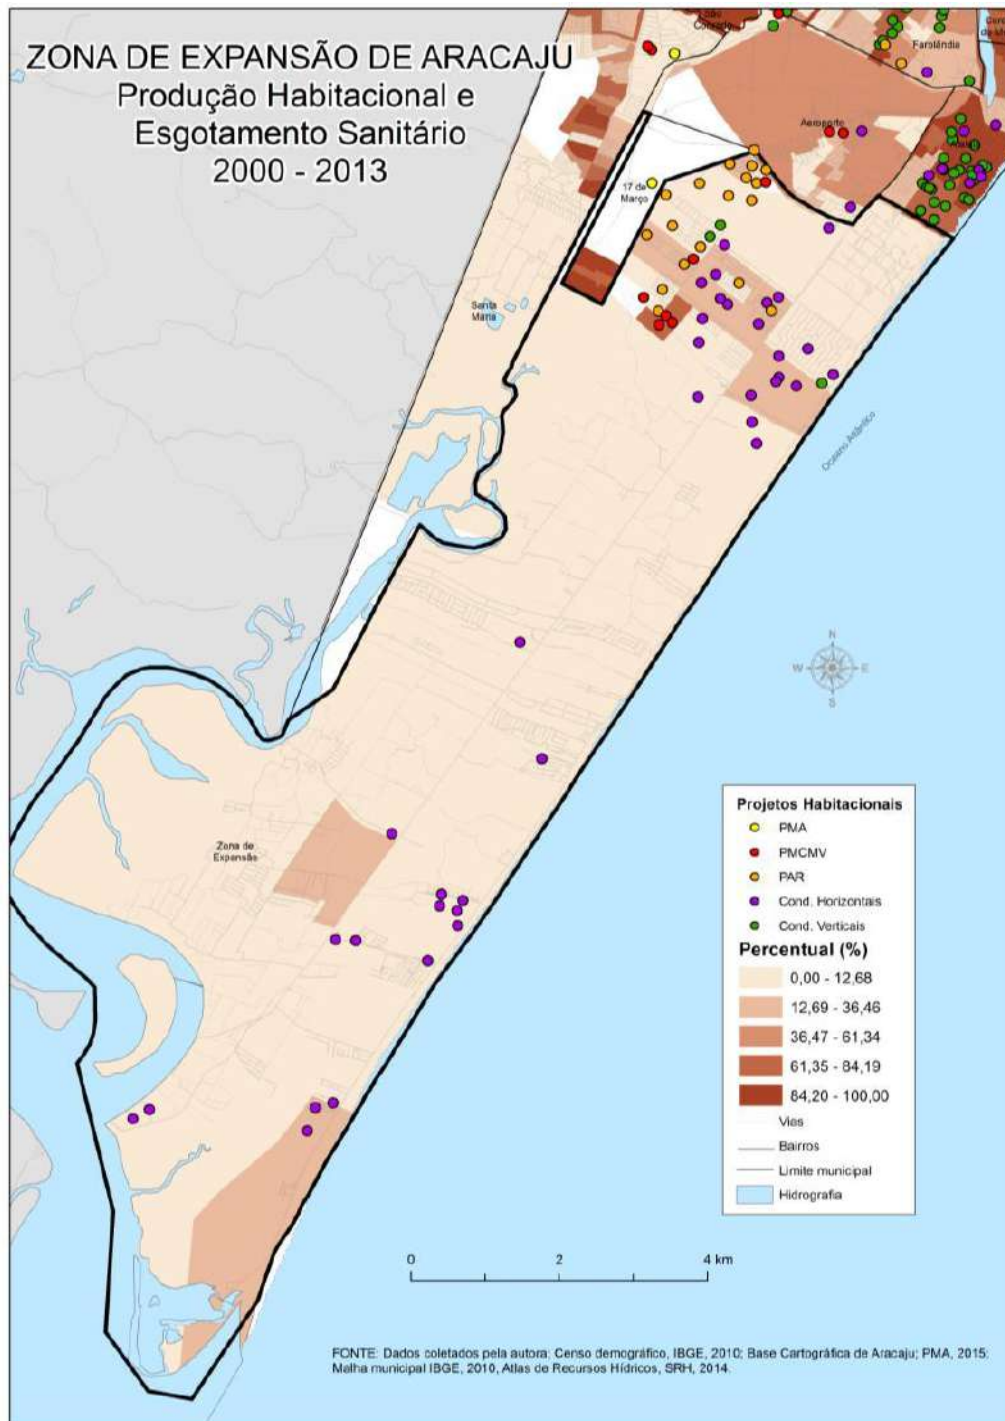 ZONA DE EXPANSÃO DE ARACAJU
Produção Habitacional e
Esgotamento Sanitário
2000 - 2013
Farolândia
Aeroporto
17 de
Março
Santa
Maria
Oceano Atlântico
N
W
E
S
Zona de
Expansão
Projetos Habitacionais
PMA
PMCMV
PAR
Cond. Horizontais
Cond. Verticais
Percentual (%)
0,00 - 12,68
12,69 - 36,46
36,47 - 61,34
61,35 - 84,19
84,20 - 100,00
Vias
Bairros
Limite municipal
Hidrografia
0 2 4 km
FONTE: Dados coletados pela autora; Censo demográfico, IBGE, 2010; Base Cartográfica de Aracaju; PMA, 2015;
Malha municipal IBGE, 2010, Atlas de Recursos Hídricos, SRH, 2014.